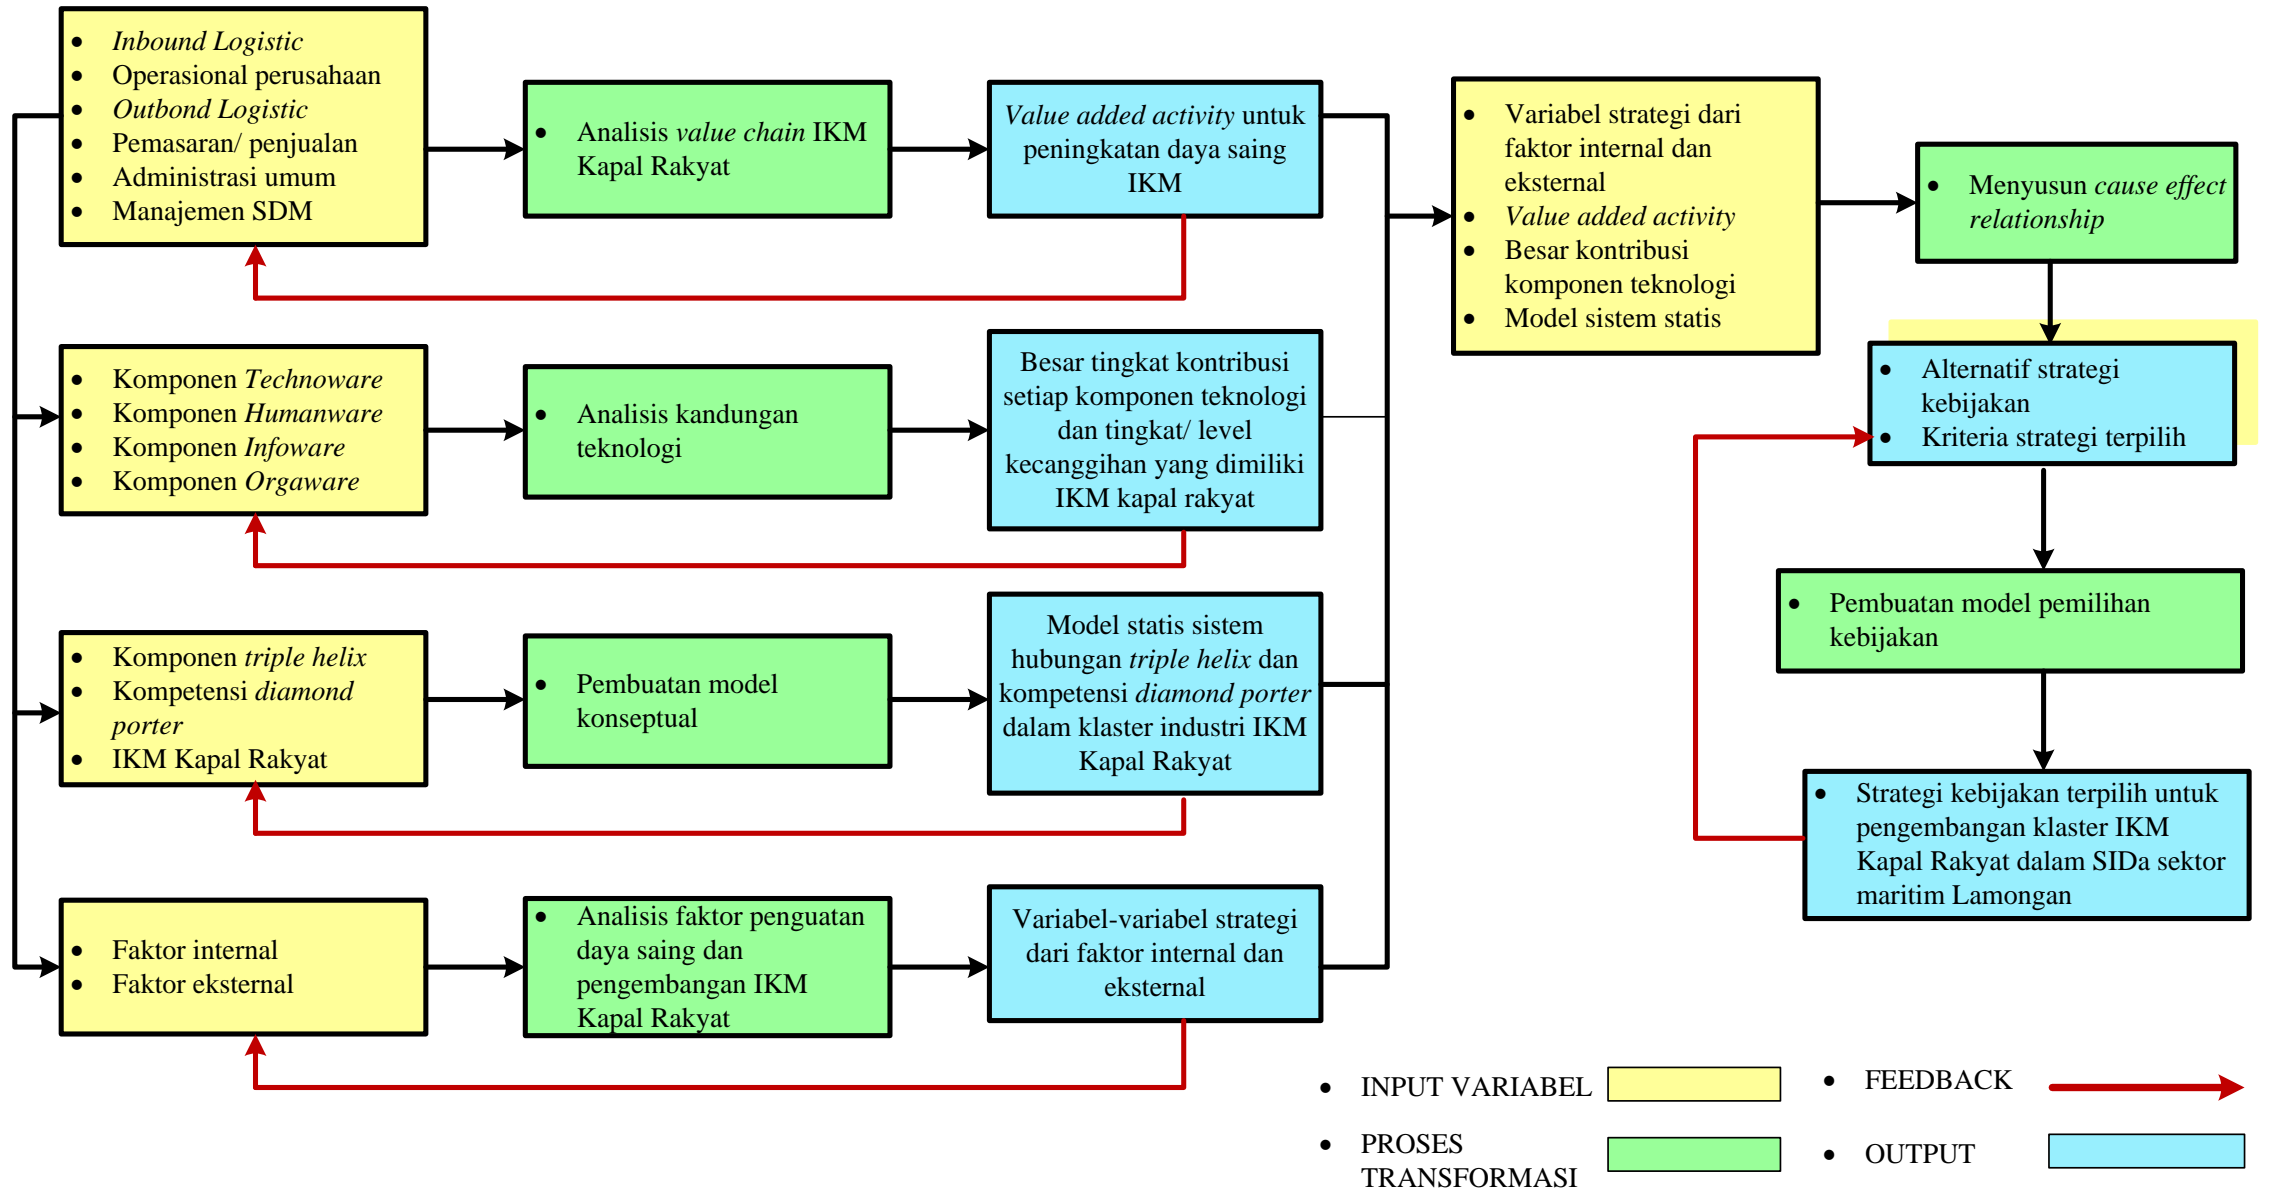 • Inbound Logistic
• Operasional perusahaan
• Outbond Logistic
• Pemasaran/ penjualan
• Administrasi umum
• Manajemen SDM
• Analisis value chain IKM
Kapal Rakyat
Value added activity untuk
peningkatan daya saing
IKM
• Komponen Technoware
• Komponen Humanware
• Komponen Infoware
• Komponen Orgaware
• Analisis kandungan
teknologi
Besar tingkat kontribusi
setiap komponen teknologi
dan tingkat/ level
kecanggihan yang dimiliki
IKM kapal rakyat
• Komponen triple helix
• Kompetensi diamond
porter
• IKM Kapal Rakyat
• Pembuatan model
konseptual
Model statis sistem
hubungan triple helix dan
kompetensi diamond porter
dalam klaster industri IKM
Kapal Rakyat
• Faktor internal
• Faktor eksternal
• Analisis faktor penguatan
daya saing dan
pengembangan IKM
Kapal Rakyat
Variabel-variabel strategi
dari faktor internal dan
eksternal
• Variabel strategi dari
faktor internal dan
eksternal
• Value added activity
• Besar kontribusi
komponen teknologi
• Model sistem statis
• Menyusun cause effect
relationship
• Alternatif strategi
kebijakan
• Kriteria strategi terpilih
• Pembuatan model pemilihan
kebijakan
• Strategi kebijakan terpilih untuk
pengembangan klaster IKM
Kapal Rakyat dalam SIDa sektor
maritim Lamongan
• INPUT VARIABEL
• FEEDBACK
• PROSES
TRANSFORMASI
• OUTPUT